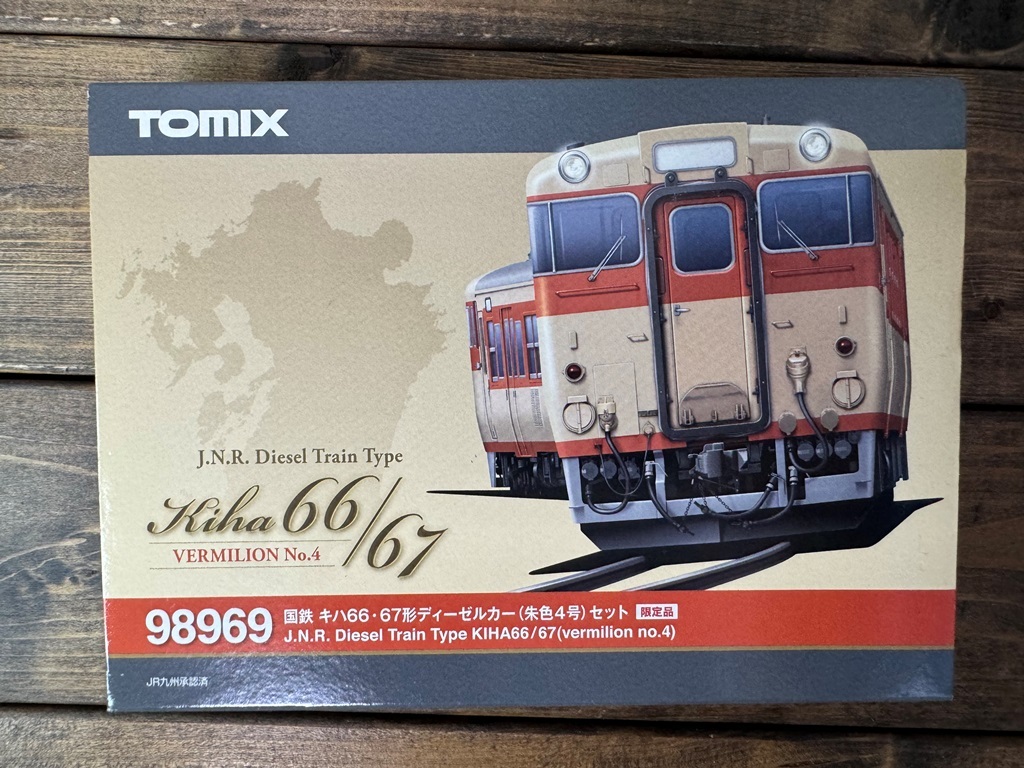 TOMIX
J.N.R. Diesel Train Type
Kiha 66/67
VERMILION No.4
98969
国鉄 キハ66・67形ディーゼルカー(朱色4号)セット 限定品
J.N.R. Diesel Train Type KIHA66/67(vermilion no.4)
JR九州承認済